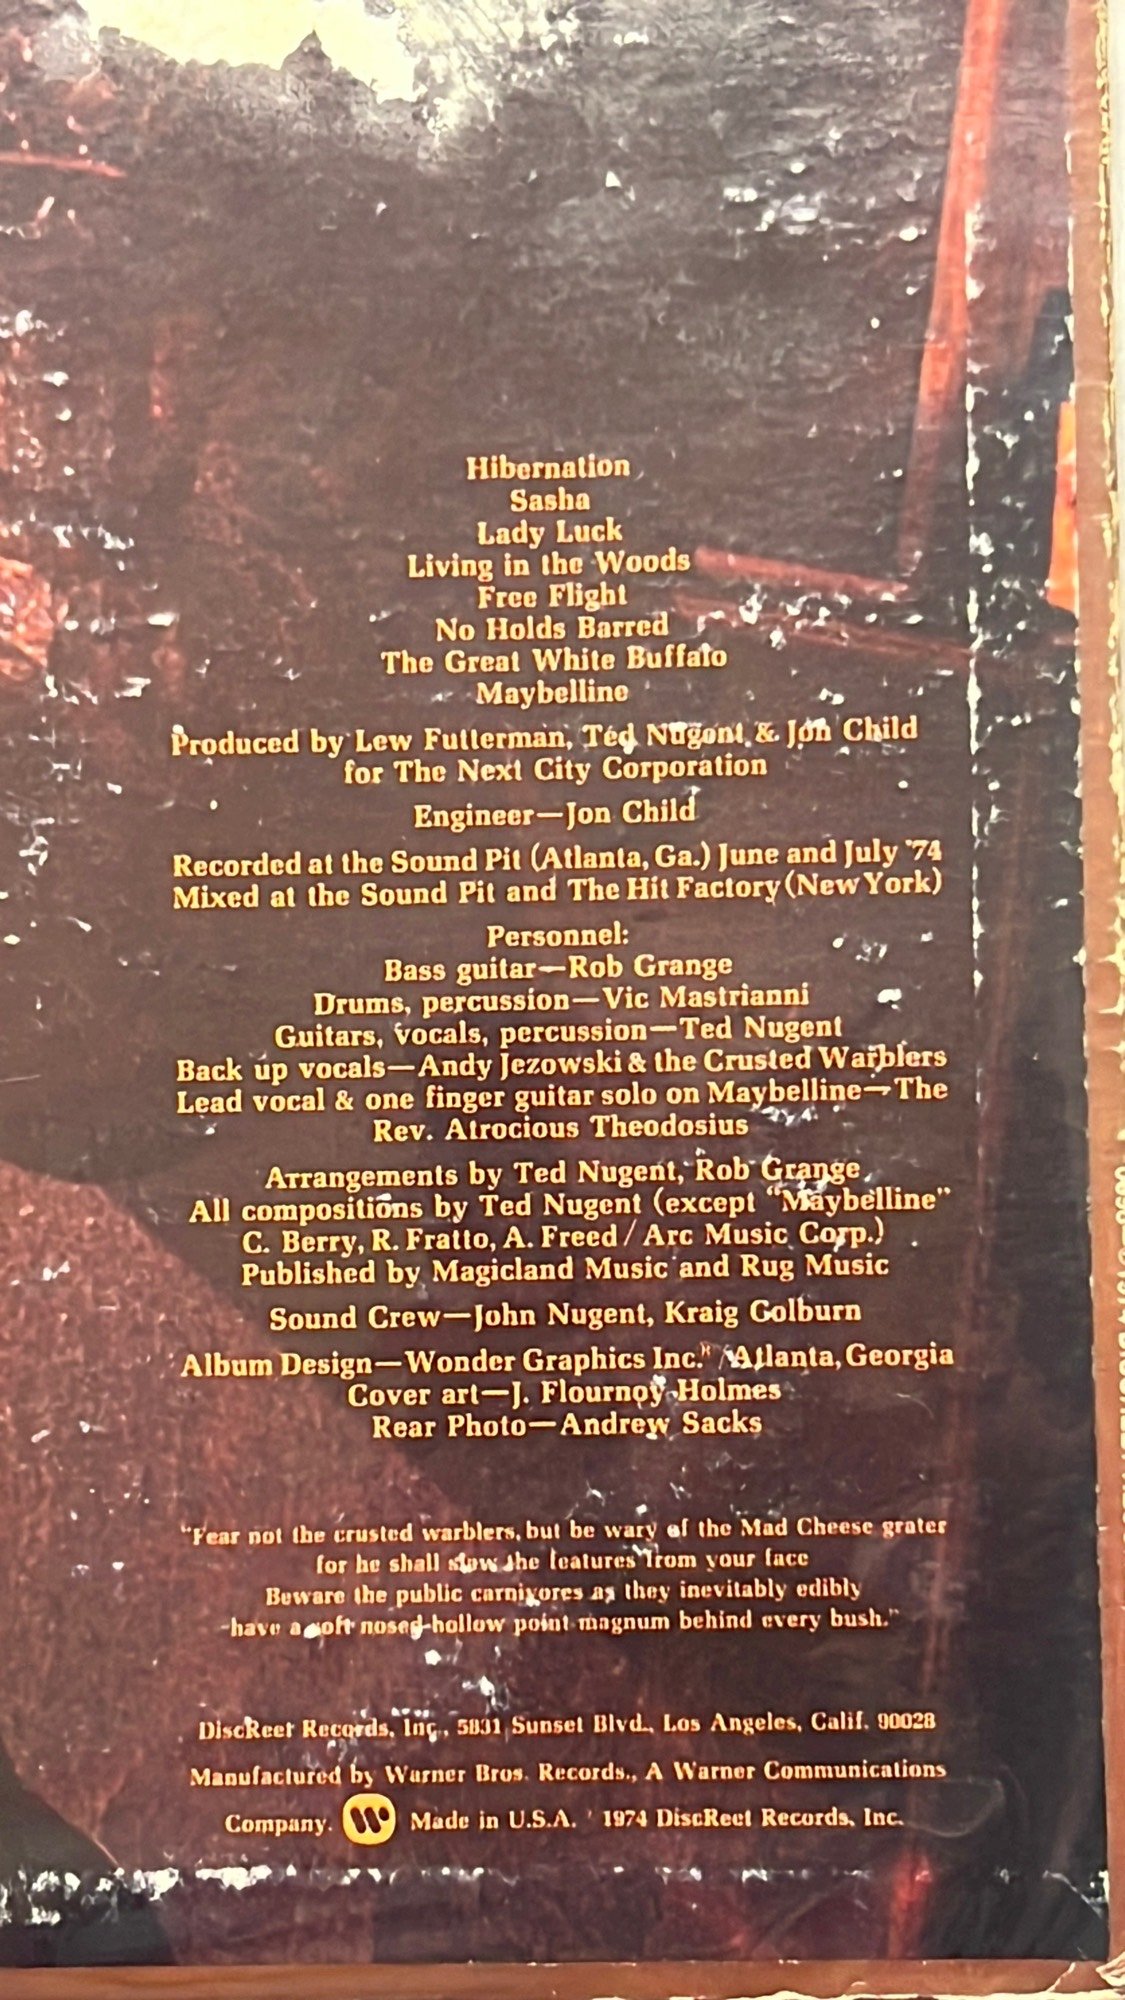 Hibernation
Sasha
Lady Luck
Living in the Woods
Free Flight
No Holds Barred
The Great White Buffalo
Maybelline
Produced by Lew Futterman, Ted Nugent & Jon Child
for The Next City Corporation
Engineer—Jon Child
Recorded at the Sound Pit (Atlanta, Ga.) June and July '74
Mixed at the Sound Pit and The Hit Factory (New York)
Personnel:
Bass guitar—Rob Grange
Drums, percussion—Vic Mastrianni
Guitars, vocals, percussion—Ted Nugent
Back up vocals—Andy Jezowski & the Crusted Warblers
Lead vocal & one finger guitar solo on Maybelline—The
Rev. Atrocious Theodosius
Arrangements by Ted Nugent, Rob Grange
All compositions by Ted Nugent (except "Maybelline"
C. Berry, R. Fratto, A. Freed / Arc Music Corp.)
Published by Magicland Music and Rug Music
Sound Crew—John Nugent, Kraig Colburn
Album Design—Wonder Graphics Inc. / Atlanta, Georgia
Cover art—J. Flournoy Holmes
Rear Photo—Andrew Sacks
"Fear not the crusted warblers, but be wary of the Mad Cheese grater
for he shall stow the features from your face
Beware the public carnivores as they inevitably edibly
have a soft nosed hollow point magnum behind every bush."
DiscReet Records, Inc., 5831 Sunset Blvd., Los Angeles, Calif. 90028
Manufactured by Warner Bros. Records., A Warner Communications
Company. W Made in U.S.A. ' 1974 DiscReet Records, Inc.